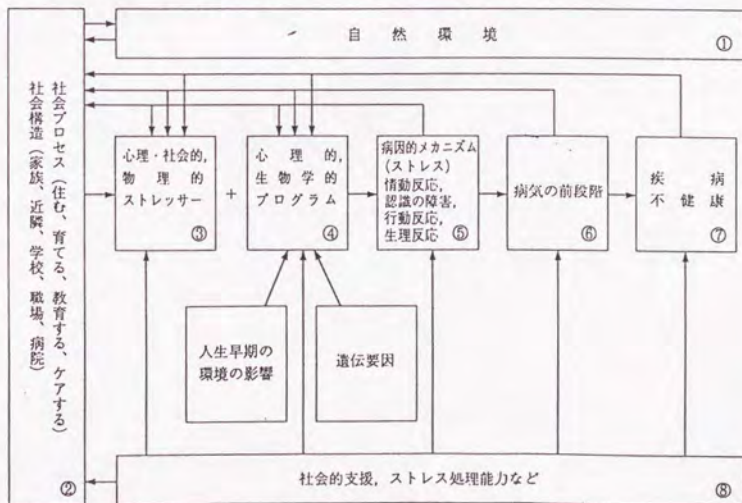 自然環境
①
社会プロセス（住む、育てる、教育する、ケアする）
社会構造（家族、近隣、学校、職場、病院）
②
心理・社会的,
物理的
ストレッサー
③
+
心理的,
生物学的
プログラム
④
病因的メカニズム
(ストレス)
情動反応,
認識の障害,
行動反応,
生理反応
⑤
病気の前段階
⑥
疾病
不健康
⑦
人生早期の
環境の影響
遺伝要因
社会的支援, ストレス処理能力など
⑧